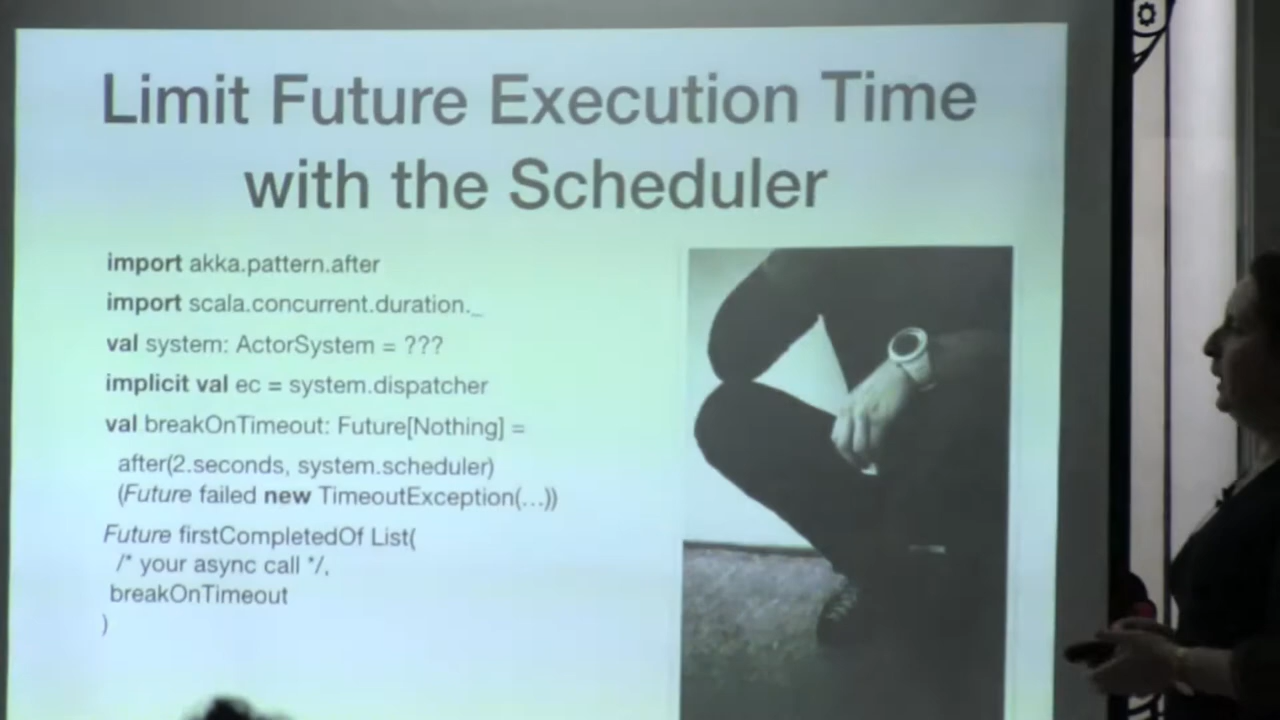 Limit Future Execution Time
with the Scheduler
import akka.pattern.after
import scala.concurrent.duration._
val system: ActorSystem = ???
implicit val ec = system.dispatcher
val breakOnTimeout: Future[Nothing] =
after(2.seconds, system.scheduler)
(Future failed new TimeoutException(…))
Future firstCompletedOf List(
/* your async call */,
breakOnTimeout
)